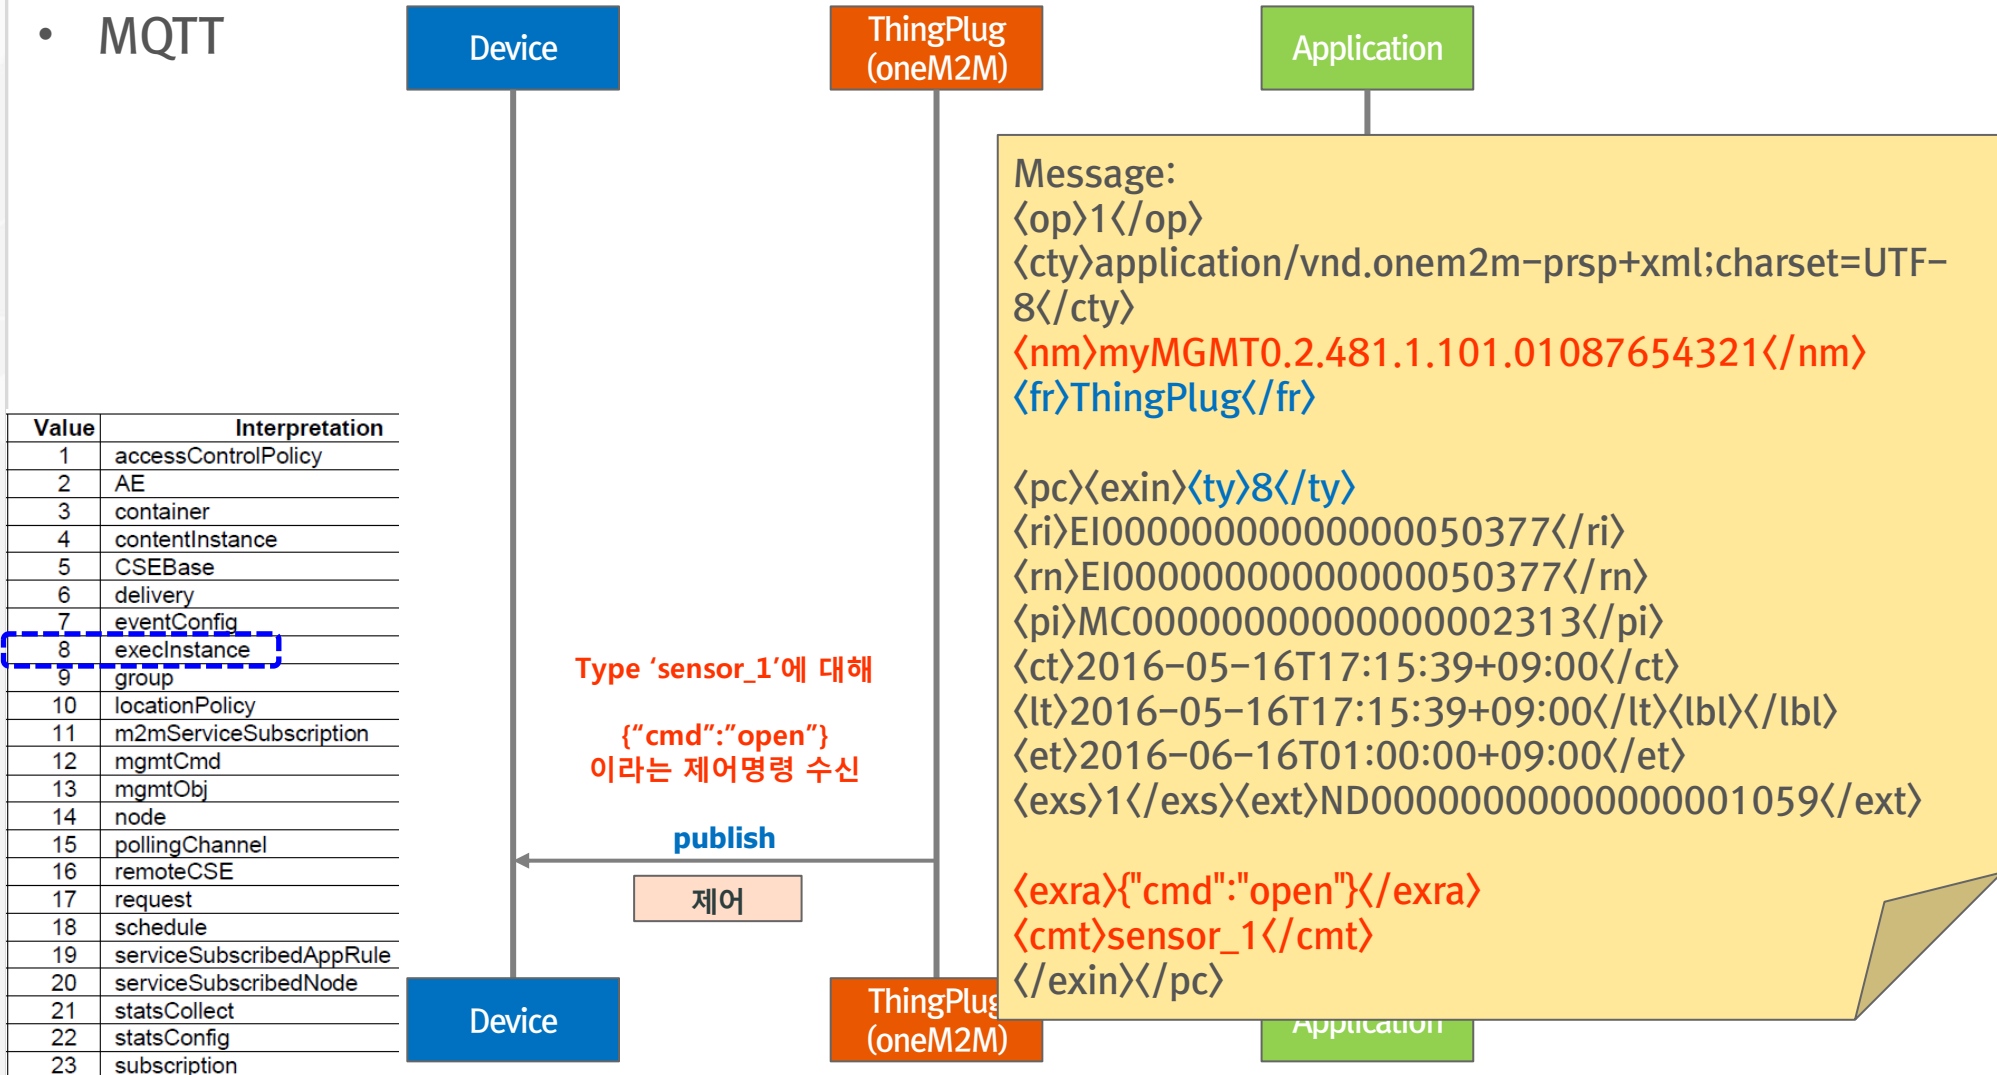 • MQTT
Device
ThingPlug
(oneM2M)
Application
Message:
<op>1</op>
<cty>application/vnd.onem2m-prsp+xml;charset=UTF-
8</cty>
<nm>myMGMT0.2.481.1.101.01087654321</nm>
<fr>ThingPlug</fr>
<pc><exin><ty>8</ty>
<ri>EI00000000000000050377</ri>
<rn>EI00000000000000050377</rn>
<pi>MC00000000000000002313</pi>
<ct>2016-05-16T17:15:39+09:00</ct>
<lt>2016-05-16T17:15:39+09:00</lt><lbl></lbl>
<et>2016-06-16T01:00:00+09:00</et>
<exs>1</exs><ext>ND00000000000000001059</ext>
<exra>{"cmd":"open"}</exra>
<cmt>sensor_1</cmt>
</exin></pc>
Value Interpretation
1 accessControlPolicy
2 AE
3 container
4 contentInstance
5 CSEBase
6 delivery
7 eventConfig
8 execInstance
9 group
10 locationPolicy
11 m2mServiceSubscription
12 mgmtCmd
13 mgmtObj
14 node
15 pollingChannel
16 remoteCSE
17 request
18 schedule
19 serviceSubscribedAppRule
20 serviceSubscribedNode
21 statsCollect
22 statsConfig
23 subscription
Type ‘sensor_1’에 대해
{“cmd”:”open”}
이라는 제어명령 수신
publish
제어
Device
ThingPlug
(oneM2M)
Application